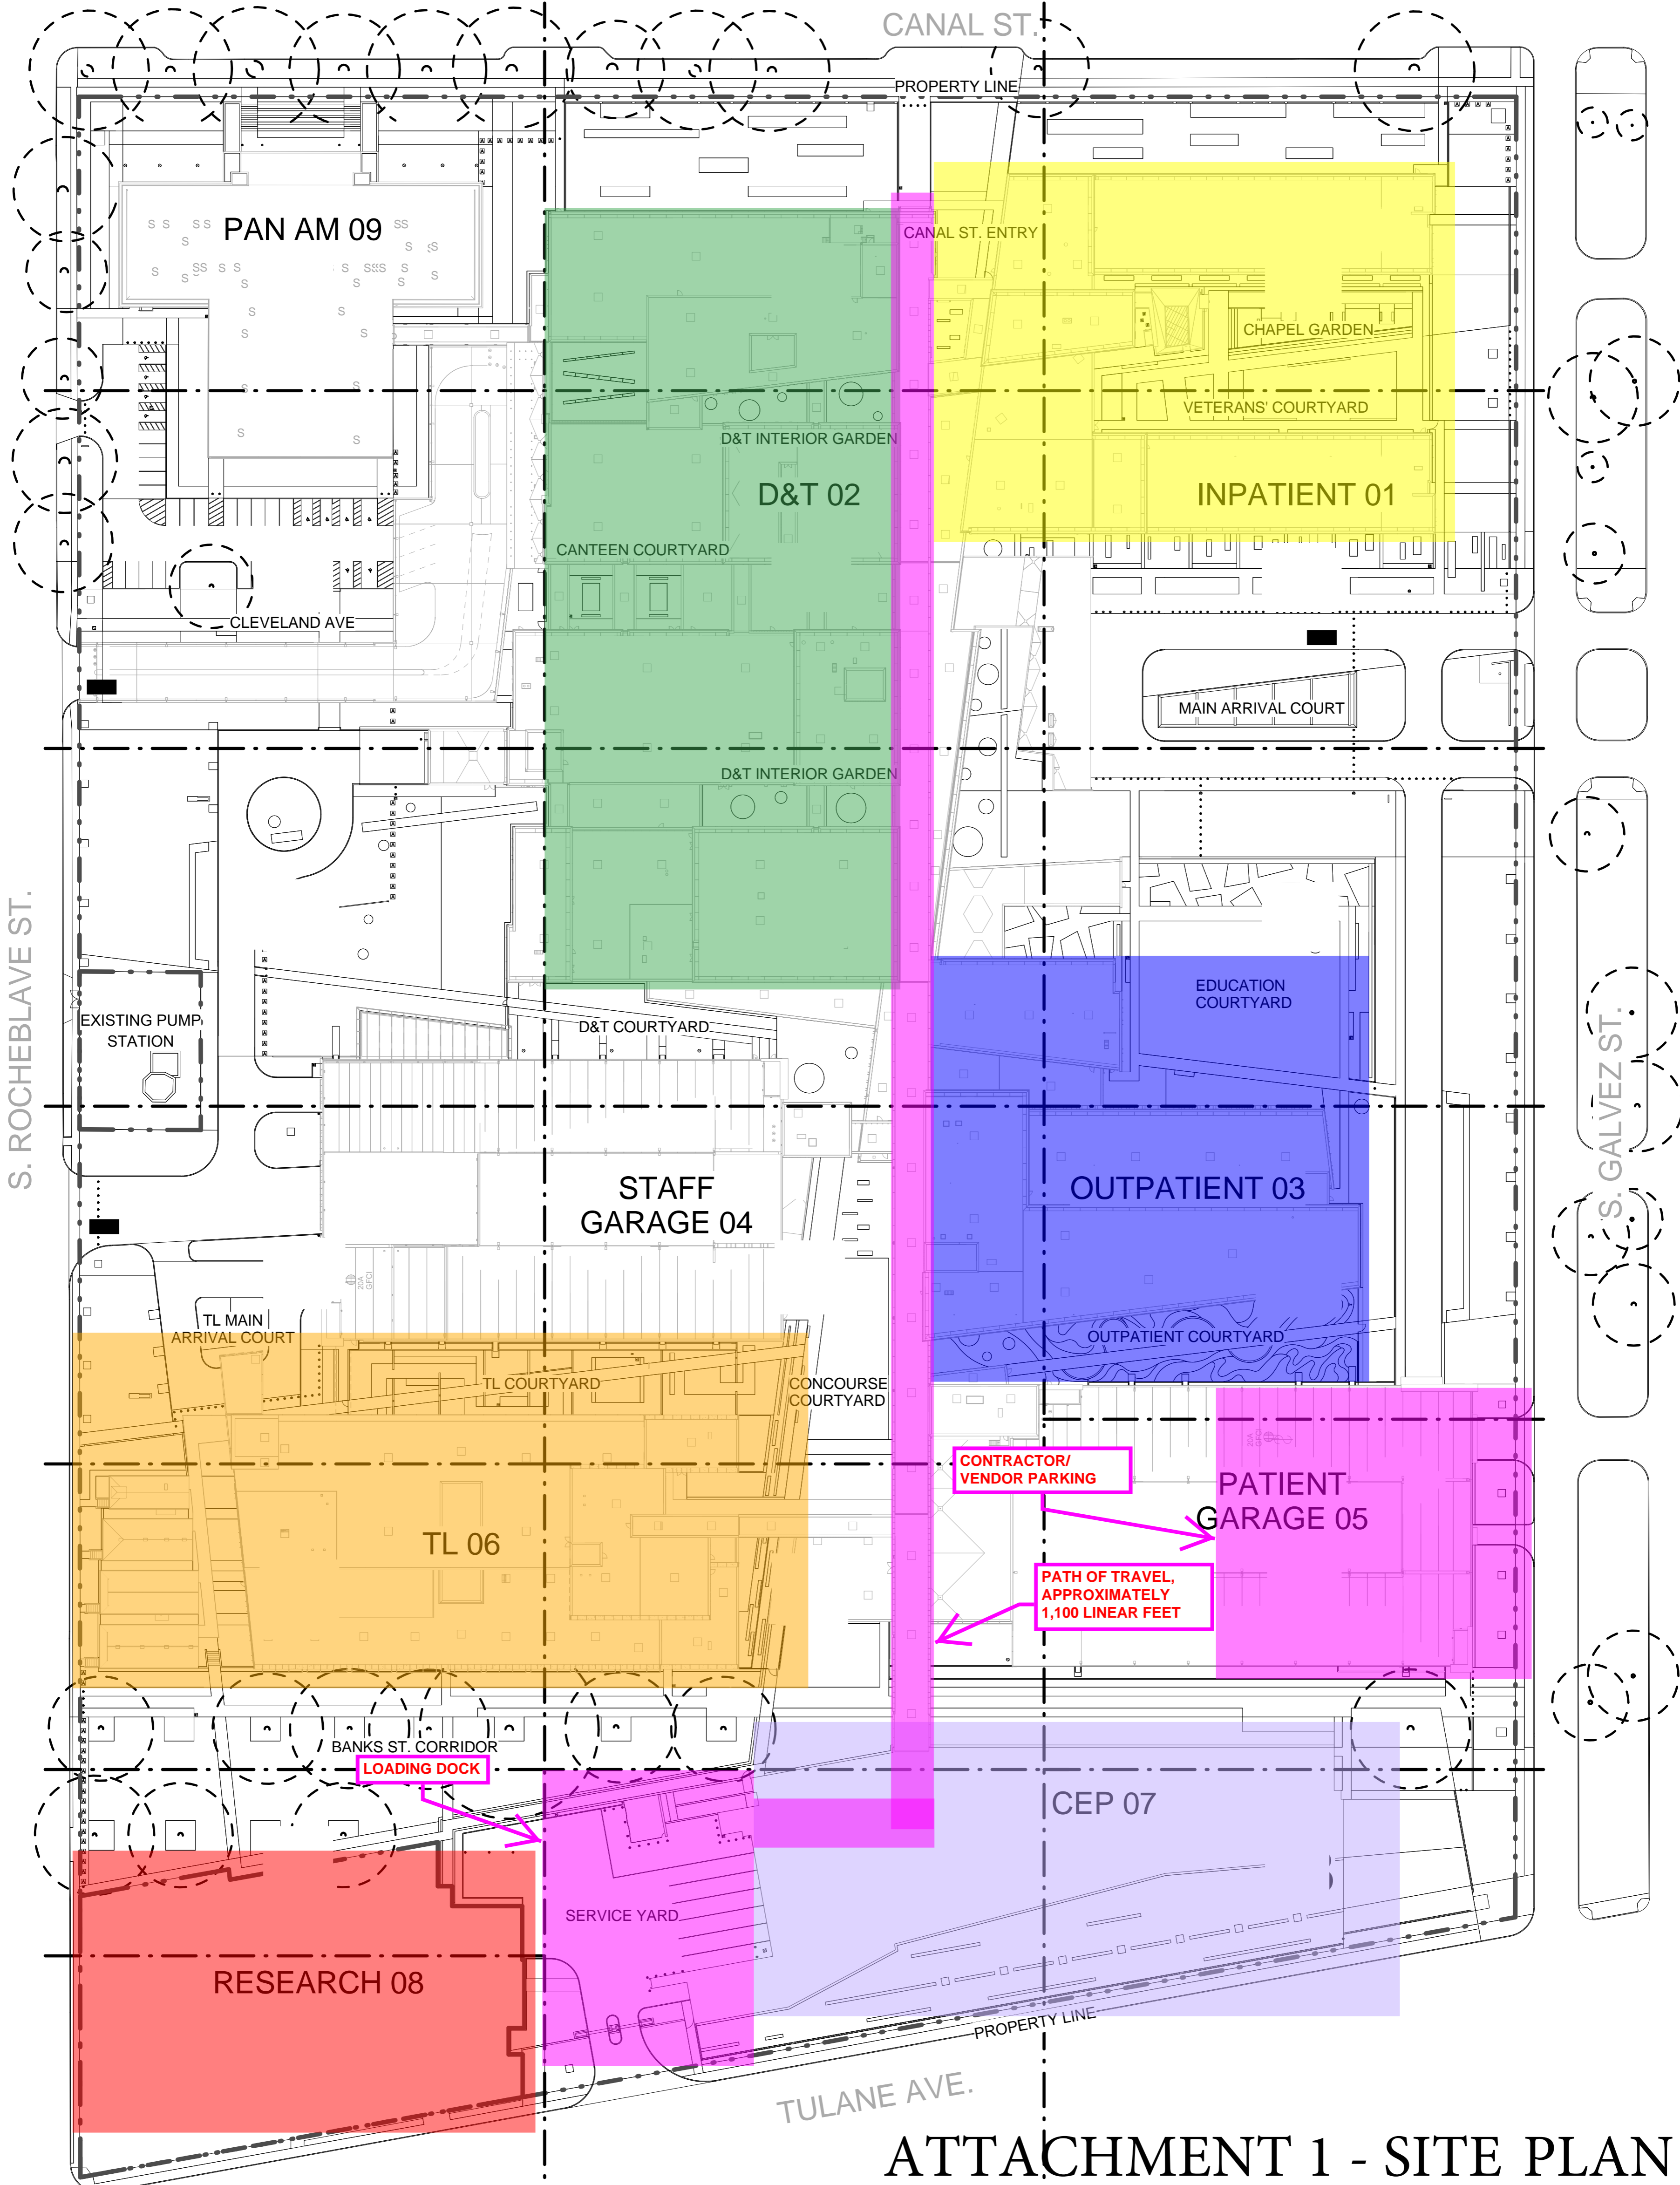 CANAL ST.
PROPERTY LINE
PAN AM 09
CANAL ST. ENTRY
CHAPEL GARDEN
VETERANS' COURTYARD
D&T INTERIOR GARDEN
D&T 02
INPATIENT 01
CANTEEN COURTYARD
CLEVELAND AVE
MAIN ARRIVAL COURT
D&T INTERIOR GARDEN
S. ROCHEBLAVE ST.
EDUCATION
COURTYARD
EXISTING PUMP
STATION
D&T COURTYARD
S. GALVEZ ST.
STAFF
GARAGE 04
OUTPATIENT 03
20A
GFCI
TL MAIN
ARRIVAL COURT
OUTPATIENT COURTYARD
TL COURTYARD
CONCOURSE
COURTYARD
20A
GFCI
CONTRACTOR/
VENDOR PARKING
PATIENT
GARAGE 05
TL 06
PATH OF TRAVEL,
APPROXIMATELY
1,100 LINEAR FEET
BANKS ST. CORRIDOR
LOADING DOCK
CEP 07
SERVICE YARD
RESEARCH 08
PROPERTY LINE
TULANE AVE.
ATTACHMENT 1 - SITE PLAN